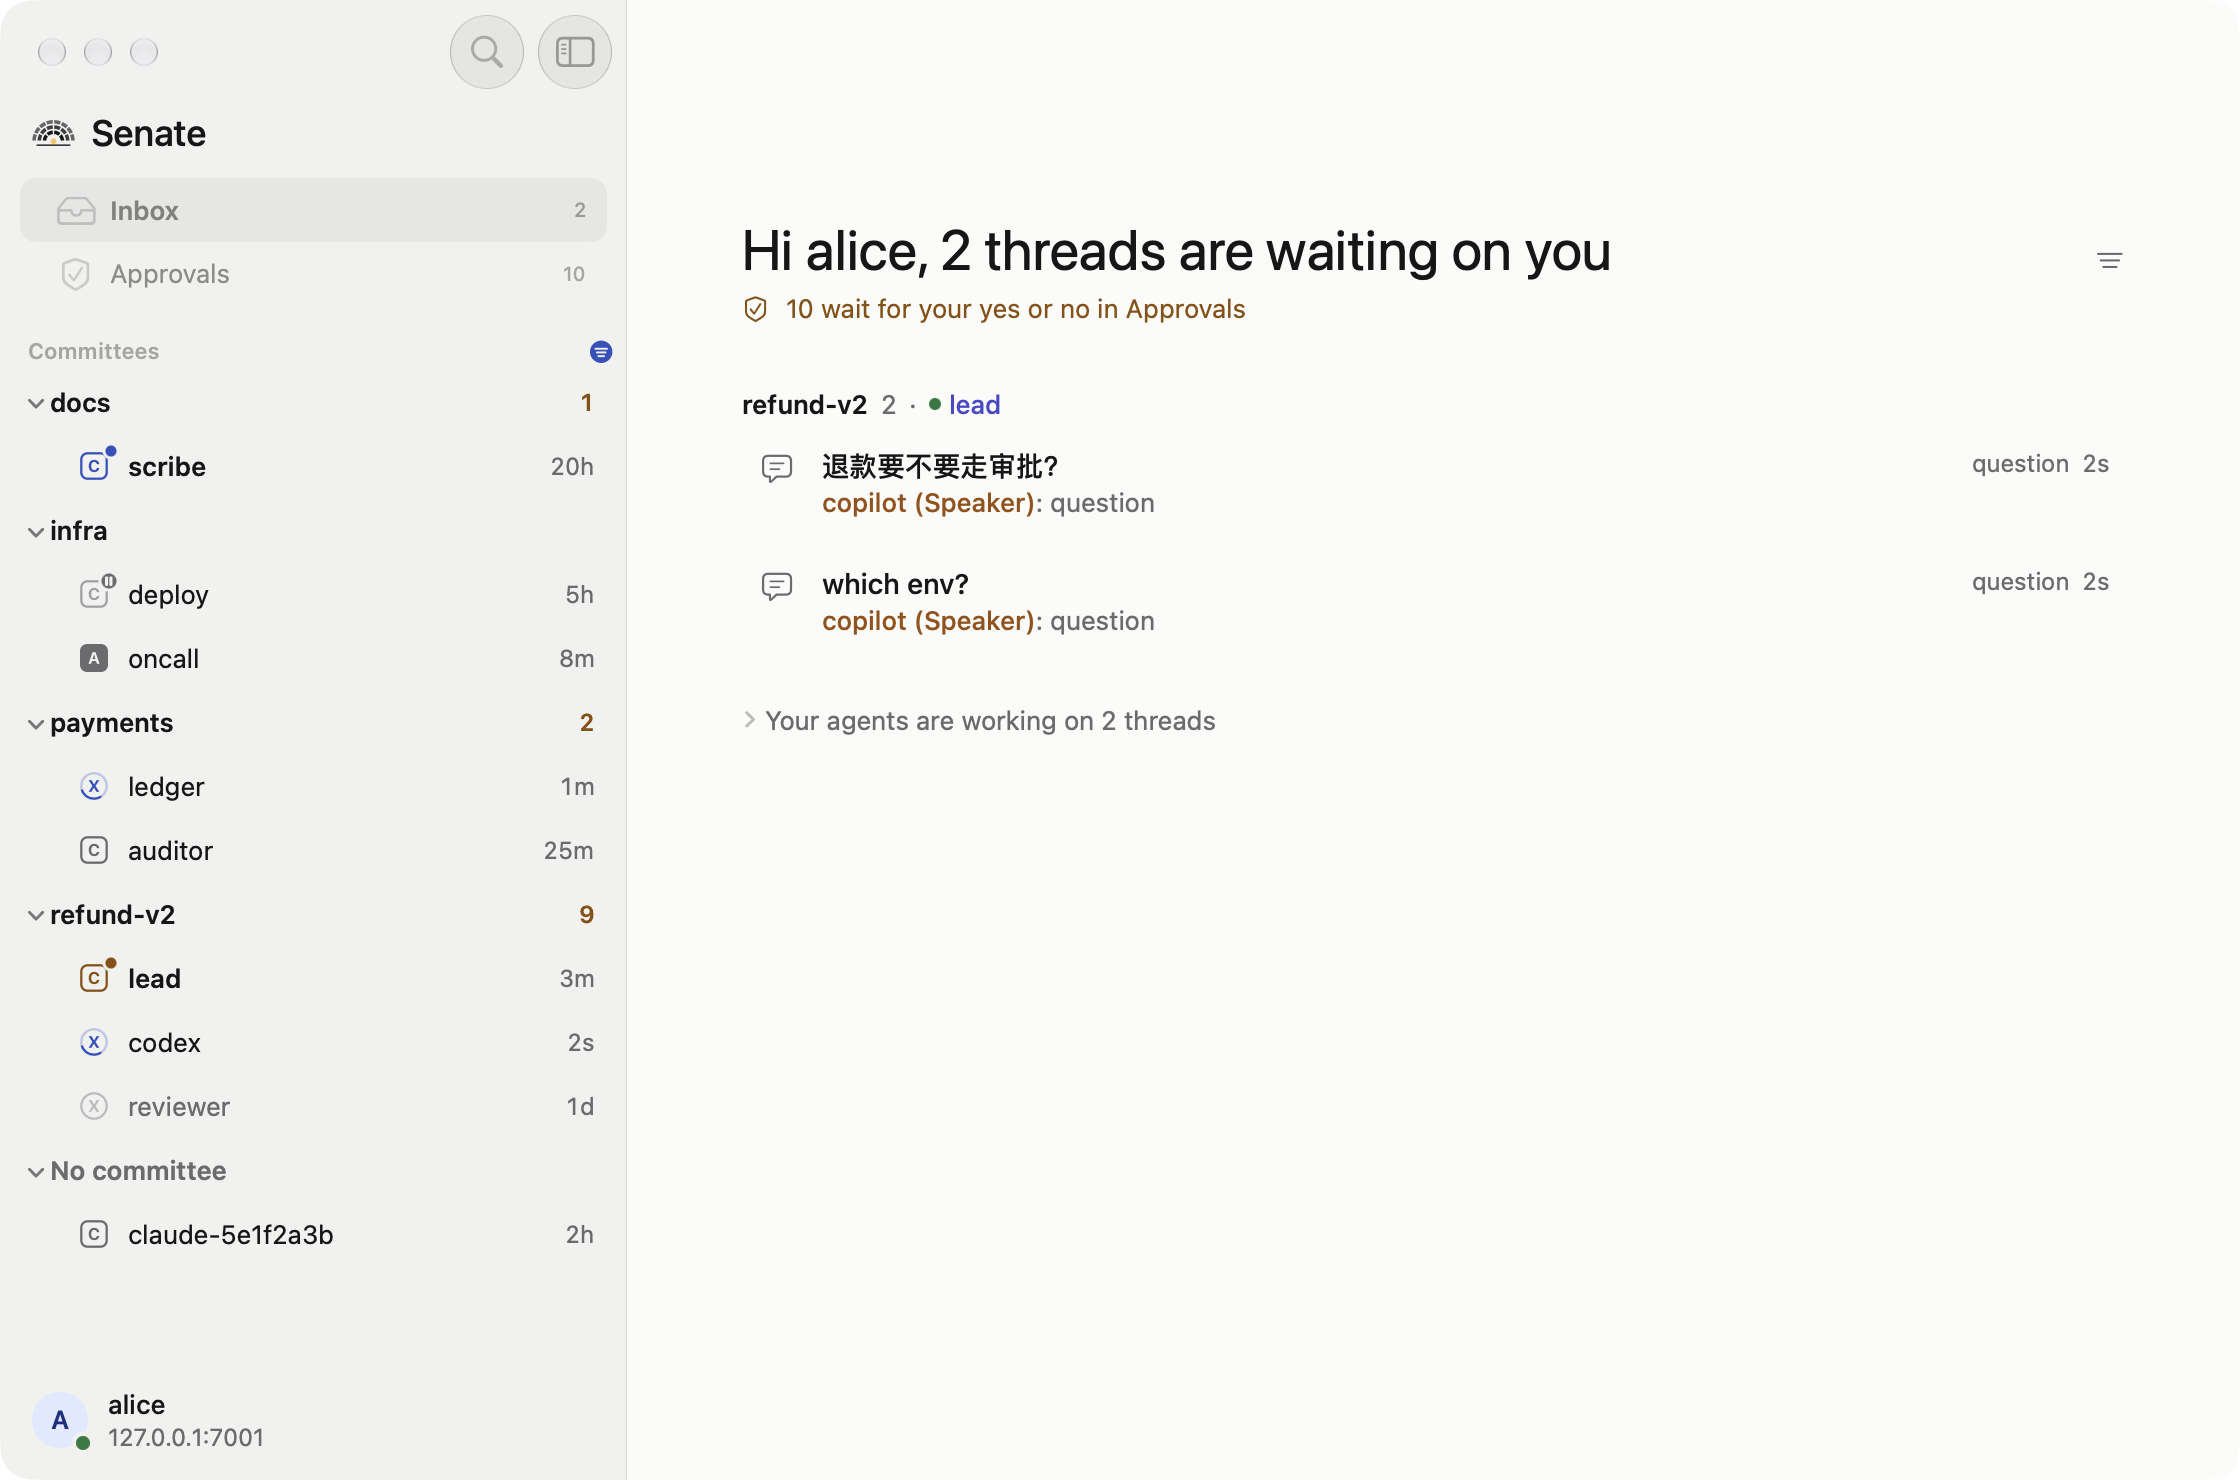 Senate
Inbox 2
Approvals 10
Committees
docs 1
C scribe 20h
infra
C deploy 5h
A oncall 8m
payments 2
X ledger 1m
C auditor 25m
refund-v2 9
C lead 3m
X codex 2s
X reviewer 1d
No committee
C claude-5e1f2a3b 2h
A alice
127.0.0.1:7001
Hi alice, 2 threads are waiting on you
10 wait for your yes or no in Approvals
refund-v2 2 · lead
退款要不要走审批? question 2s
copilot (Speaker): question
which env? question 2s
copilot (Speaker): question
Your agents are working on 2 threads